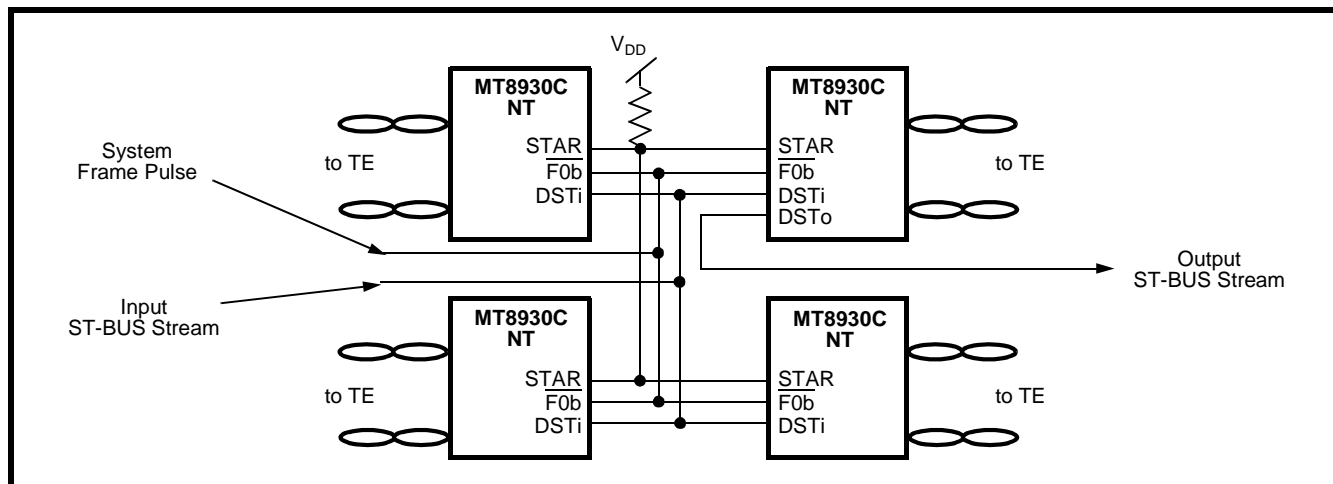 V_DD
MT8930C
NT
MT8930C
NT
STAR
F0b
DSTi
STAR
F0b
DSTi
DSTo
to TE
to TE
System
Frame Pulse
Input
ST-BUS Stream
Output
ST-BUS Stream
MT8930C
NT
MT8930C
NT
STAR
F0b
DSTi
STAR
F0b
DSTi
to TE
to TE